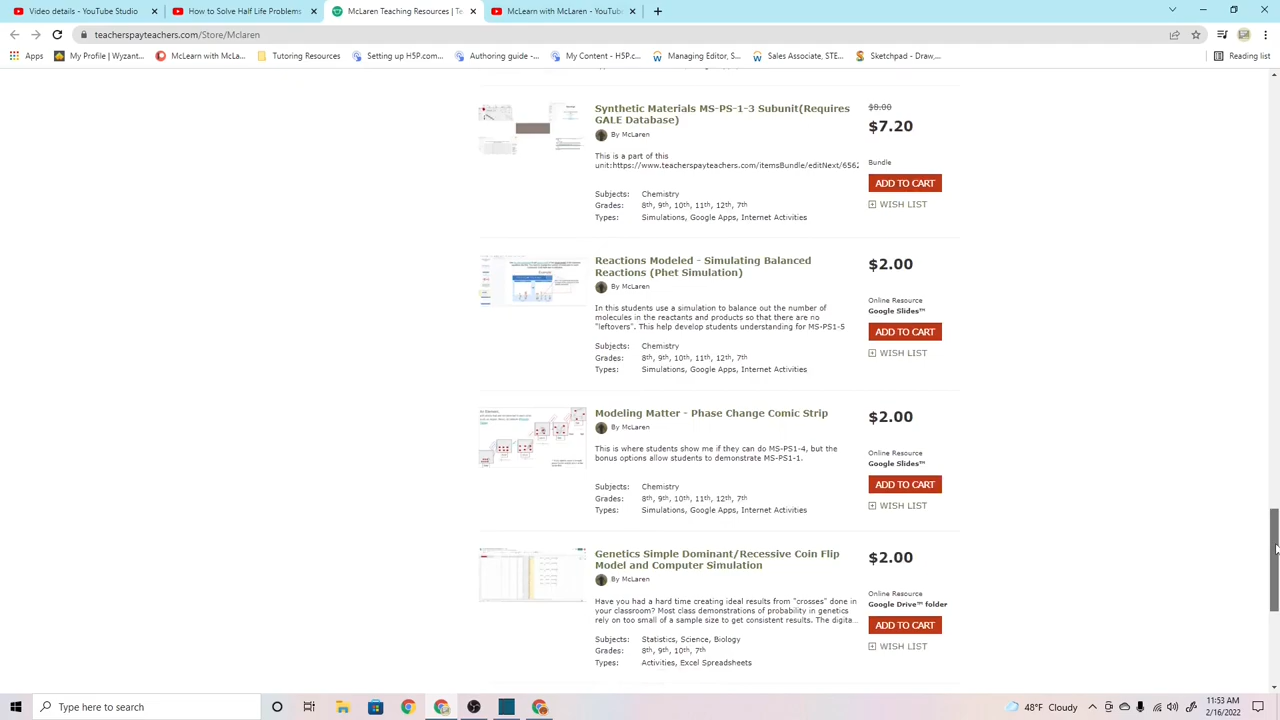 Video details - YouTube Studio
How to Solve Half Life Problems
McLaren Teaching Resources | Te
McLearn with McLaren - YouTube
teacherspayteachers.com/Store/Mclaren
Apps
My Profile | Wyzant...
McLearn with McLa...
Tutoring Resources
Setting up H5P.com...
Authoring guide -...
My Content - H5P.c...
Managing Editor, S...
Sales Associate, STE...
Sketchpad - Draw,...
Reading list
Synthetic Materials MS-PS-1-3 Subunit(Requires
GALE Database)
By McLaren
This is a part of this
unit:https://www.teacherspayteachers.com/itemsBundle/editNext/6562
Subjects: Chemistry
Grades: 8th, 9th, 10th, 11th, 12th, 7th
Types: Simulations, Google Apps, Internet Activities
$8.00
$7.20
Bundle
ADD TO CART
WISH LIST
Reactions Modeled - Simulating Balanced
Reactions (Phet Simulation)
By McLaren
In this students use a simulation to balance out the number of
molecules in the reactants and products so that there are no
"leftovers". This help develop students understanding for MS-PS1-5
Subjects: Chemistry
Grades: 8th, 9th, 10th, 11th, 12th, 7th
Types: Simulations, Google Apps, Internet Activities
$2.00
Online Resource
Google Slides™
ADD TO CART
WISH LIST
Modeling Matter - Phase Change Comic Strip
By McLaren
This is where students show me if they can do MS-PS1-4, but the
bonus options allow students to demonstrate MS-PS1-1.
Subjects: Chemistry
Grades: 8th, 9th, 10th, 11th, 12th, 7th
Types: Simulations, Google Apps, Internet Activities
$2.00
Online Resource
Google Slides™
ADD TO CART
WISH LIST
Genetics Simple Dominant/Recessive Coin Flip
Model and Computer Simulation
By McLaren
Have you had a hard time creating ideal results from "crosses" done in
your classroom? Most class demonstrations of probability in genetics
rely on too small of a sample size to get consistent results. The digita...
Subjects: Statistics, Science, Biology
Grades: 8th, 9th, 10th, 7th
Types: Activities, Excel Spreadsheets
$2.00
Online Resource
Google Drive™ folder
ADD TO CART
WISH LIST
Type here to search
48°F Cloudy
11:53 AM
2/16/2022